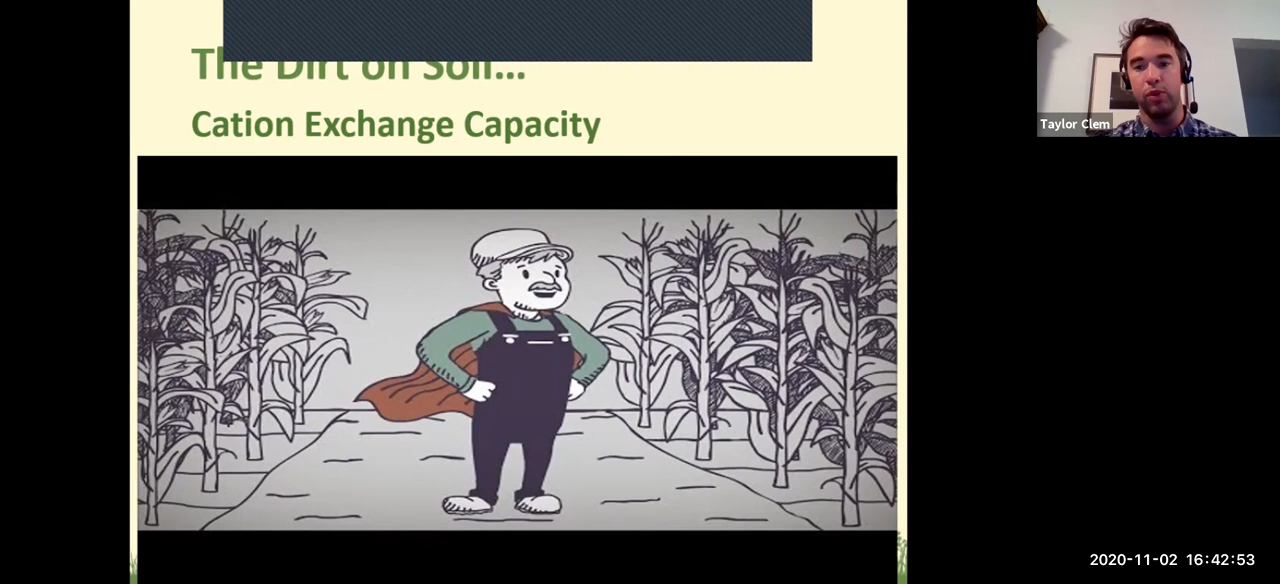 The Dirt on Soil...
Cation Exchange Capacity
Taylor Clem
2020-11-02 16:42:53